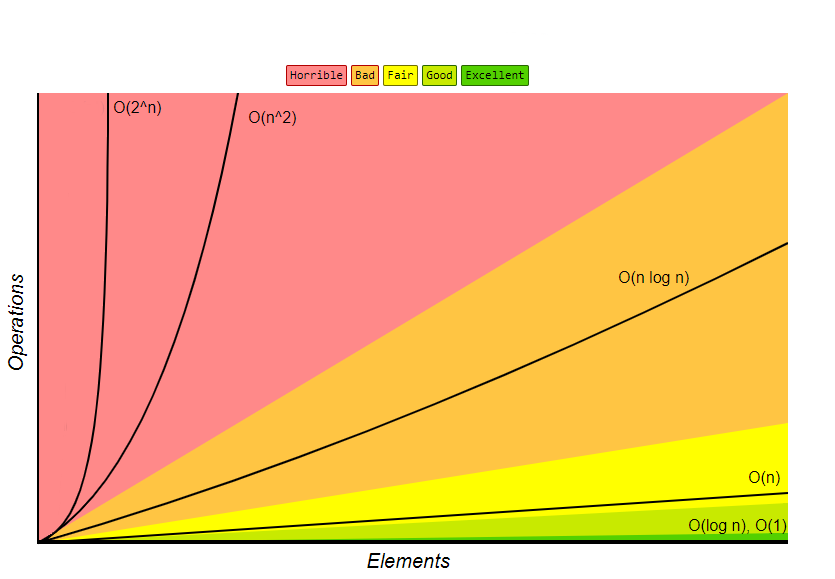 Horrible Bad Fair Good Excellent
O(2^n)
O(n^2)
O(n log n)
O(n)
O(log n), O(1)
Operations
Elements